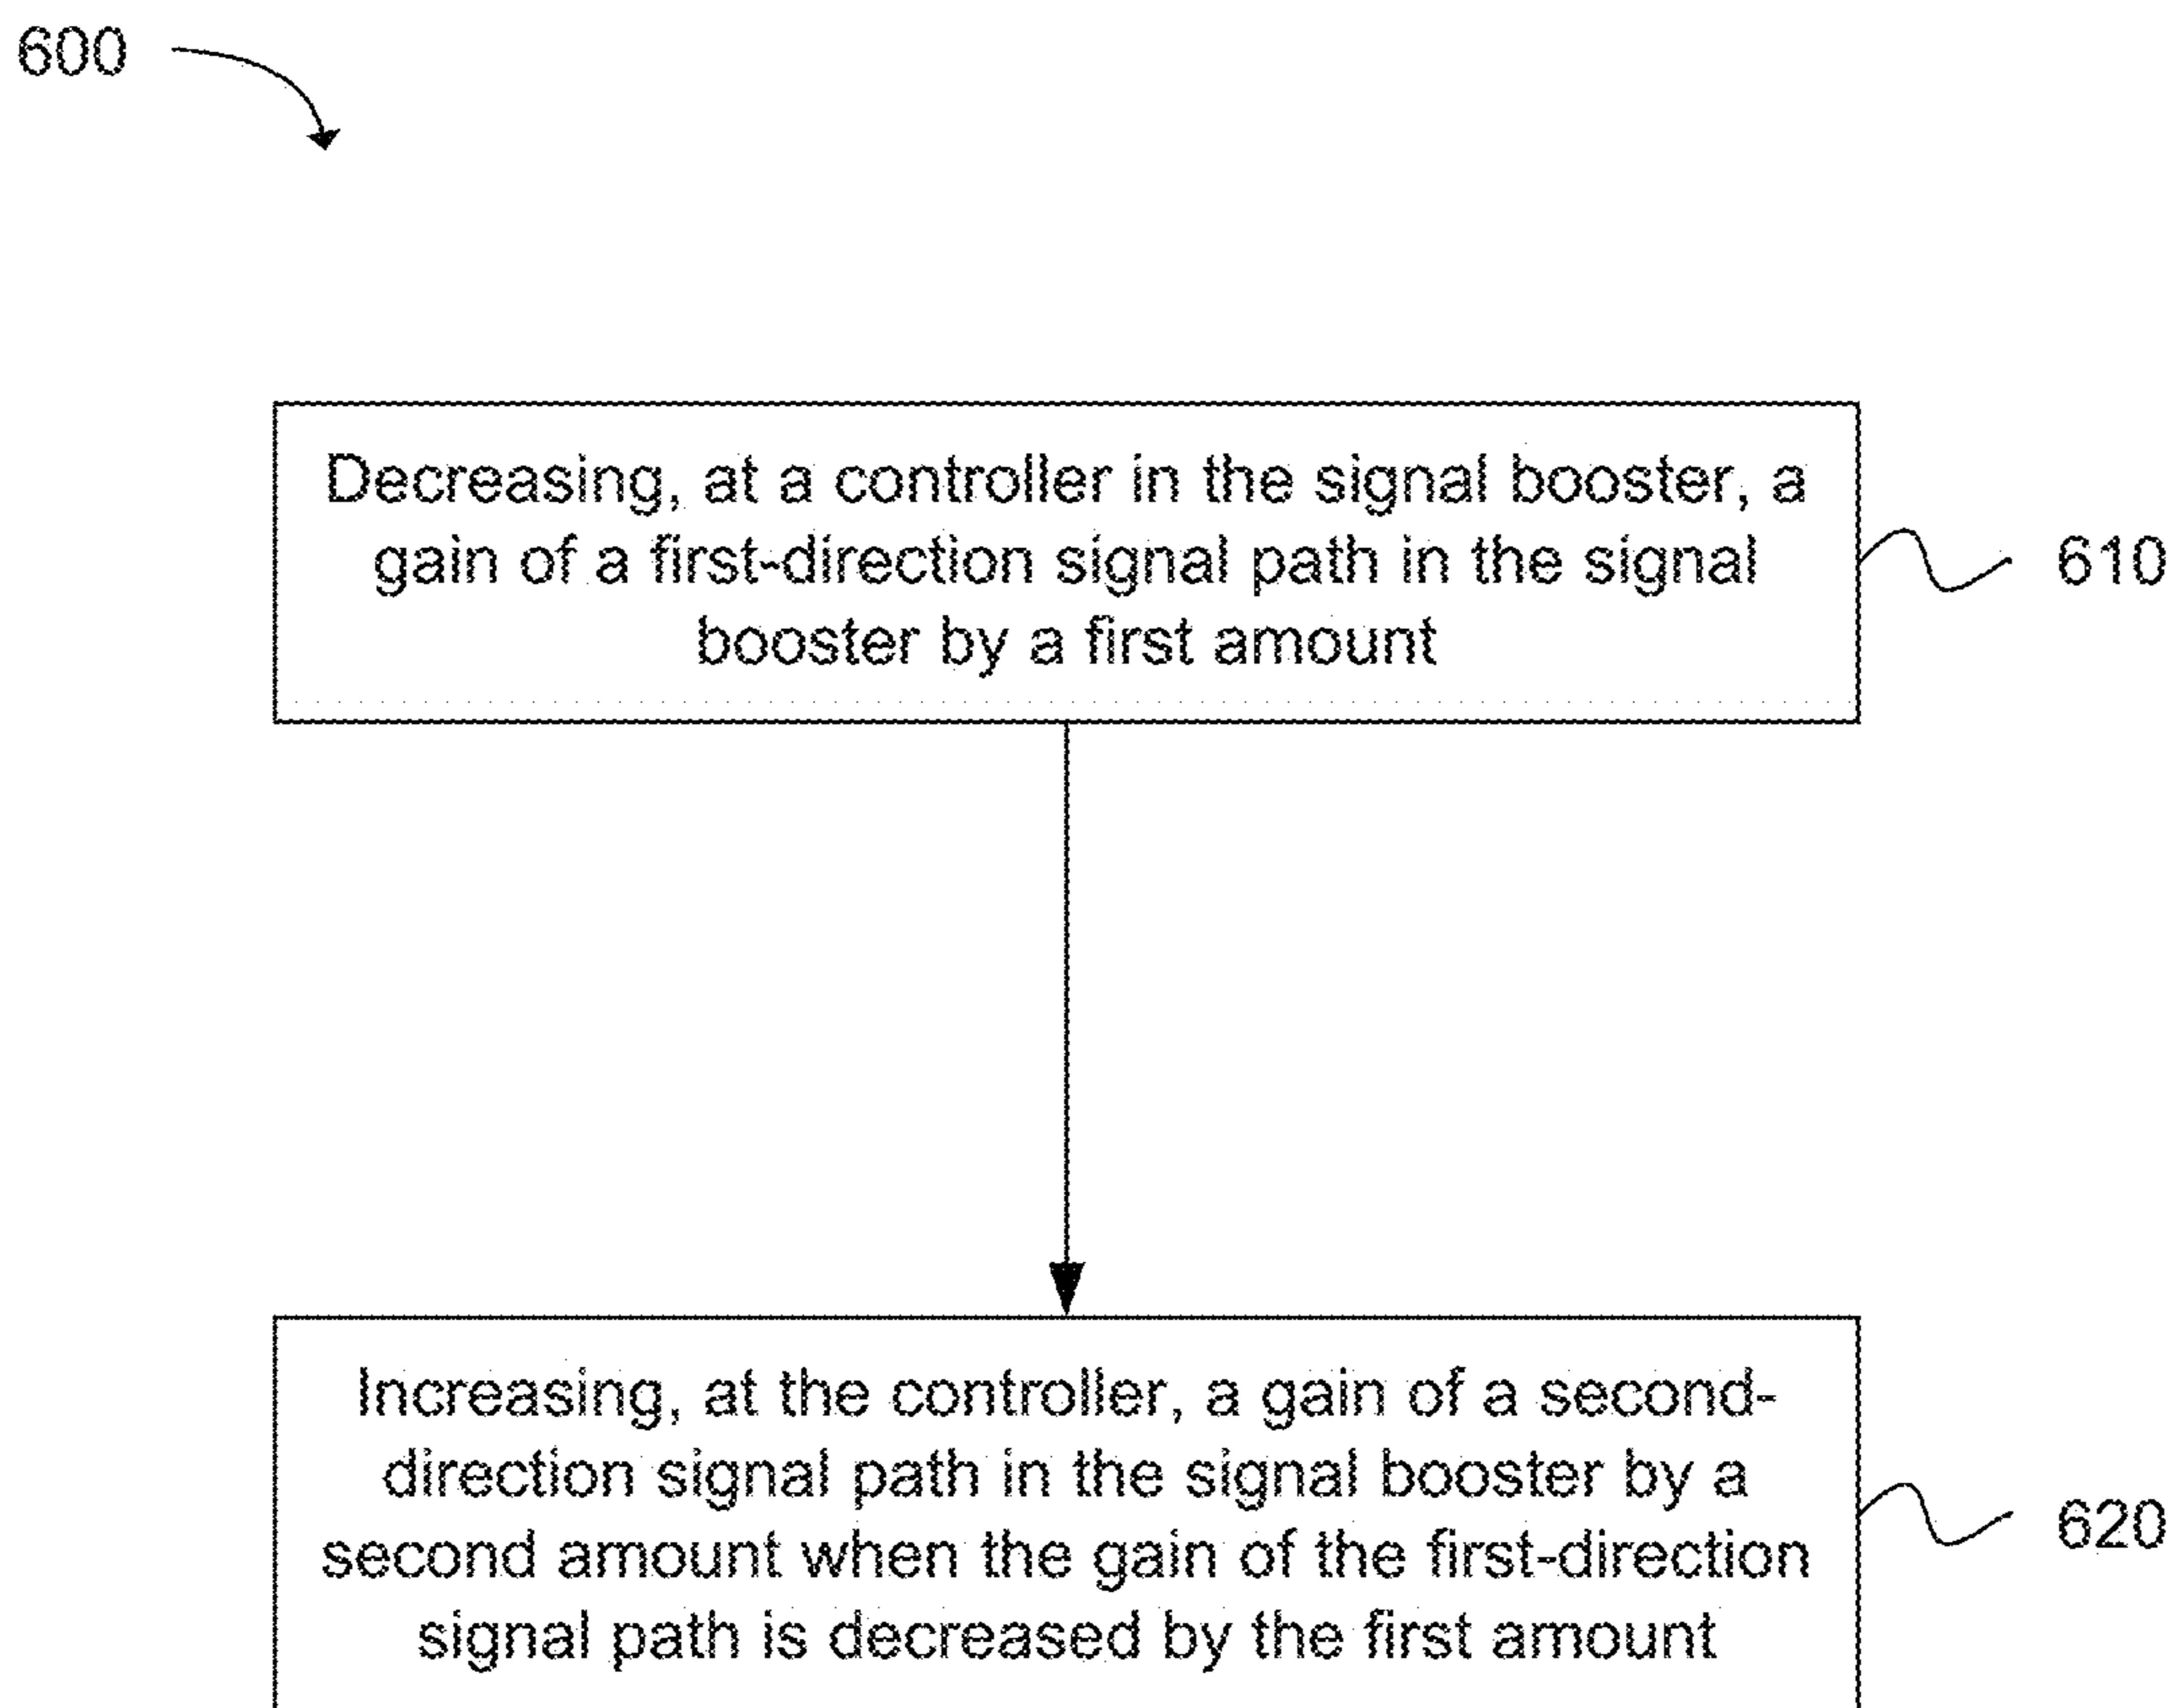 600
Decreasing, at a controller in the signal booster, a
gain of a first-direction signal path in the signal
booster by a first amount
610
Increasing, at the controller, a gain of a second-
direction signal path in the signal booster by a
second amount when the gain of the first-direction
signal path is decreased by the first amount
620